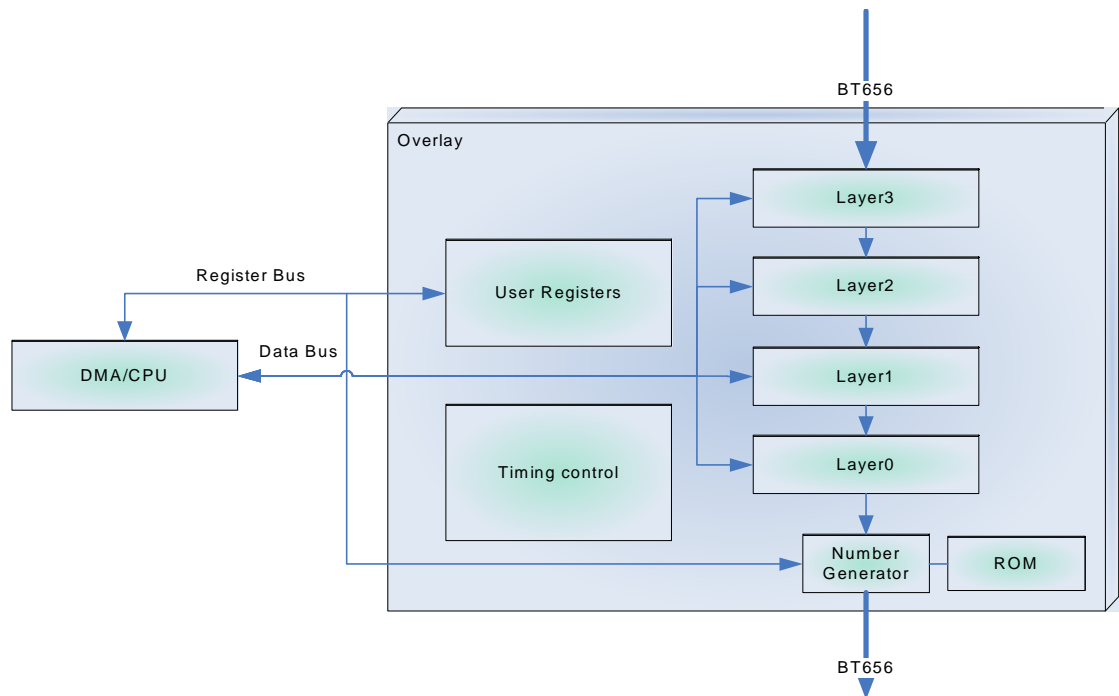 BT656
Overlay
Layer3
Register Bus
User Registers
Layer2
Data Bus
DMA/CPU
Layer1
Timing control
Layer0
Number
Generator
ROM
BT656